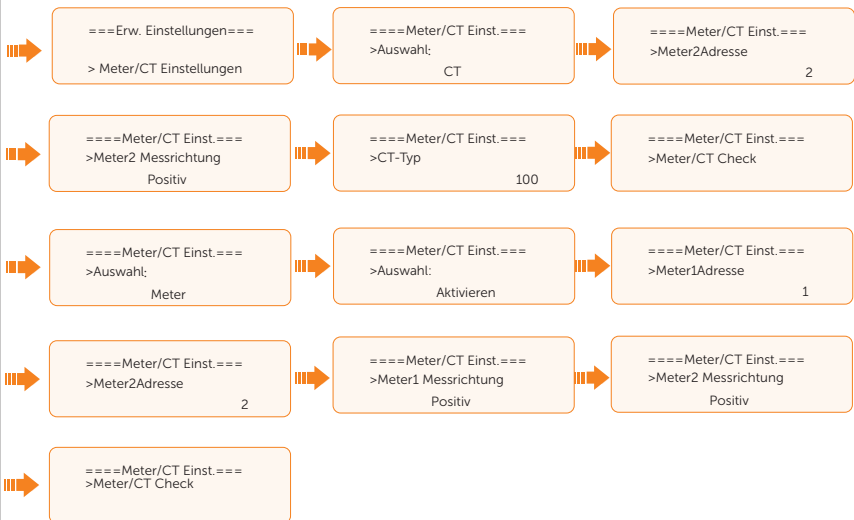 ===Erw. Einstellungen===
> Meter/CT Einstellungen
====Meter/CT Einst.===
>Auswahl;
CT
====Meter/CT Einst.===
>Meter2Adresse
2
====Meter/CT Einst.===
>Meter2 Messrichtung
Positiv
====Meter/CT Einst.===
>CT-Typ
100
====Meter/CT Einst.===
>Meter/CT Check
====Meter/CT Einst.===
>Auswahl;
Meter
====Meter/CT Einst.===
>Auswahl:
Aktivieren
====Meter/CT Einst.===
>Meter1Adresse
1
====Meter/CT Einst.===
>Meter2Adresse
2
====Meter/CT Einst.===
>Meter1 Messrichtung
Positiv
====Meter/CT Einst.===
>Meter2 Messrichtung
Positiv
====Meter/CT Einst.===
>Meter/CT Check